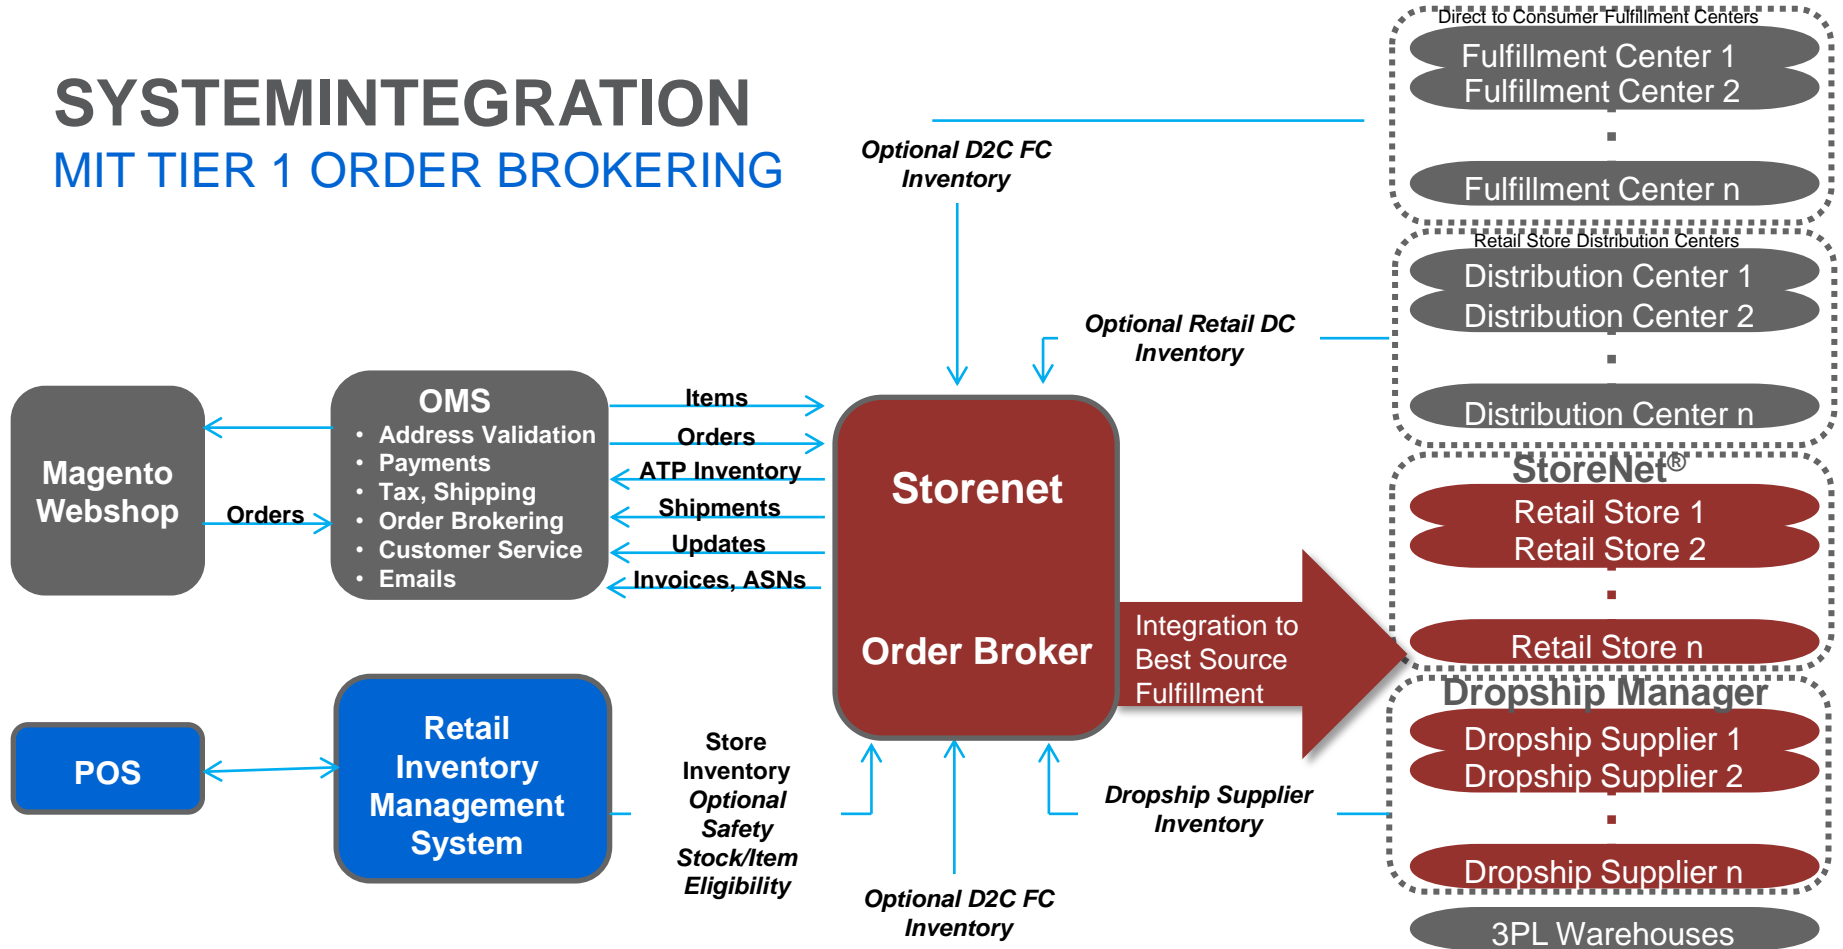 SYSTEMINTEGRATION
MIT TIER 1 ORDER BROKERING
Direct to Consumer Fulfillment Centers
Fulfillment Center 1
Fulfillment Center 2
Fulfillment Center n
Optional D2C FC
Inventory
Retail Store Distribution Centers
Distribution Center 1
Distribution Center 2
Distribution Center n
Optional Retail DC
Inventory
Magento
Webshop
Orders
OMS
• Address Validation
• Payments
• Tax, Shipping
• Order Brokering
• Customer Service
• Emails
Items
Orders
ATP Inventory
Shipments
Updates
Invoices, ASNs
Storenet
Order Broker
Integration to
Best Source
Fulfillment
StoreNet®
Retail Store 1
Retail Store 2
Retail Store n
Dropship Manager
Dropship Supplier 1
Dropship Supplier 2
Dropship Supplier n
3PL Warehouses
POS
Retail
Inventory
Management
System
Store
Inventory
Optional
Safety
Stock/Item
Eligibility
Optional D2C FC
Inventory
Dropship Supplier
Inventory